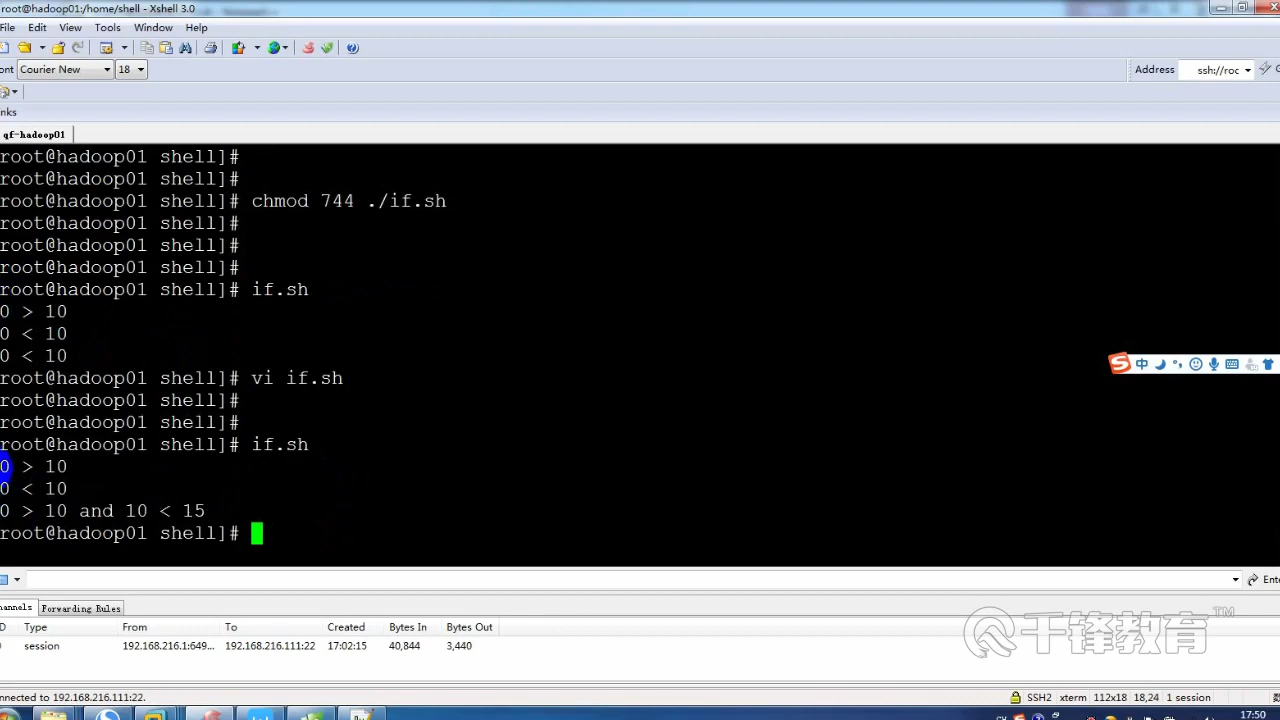 root@hadoop01:/home/shell - Xshell 3.0
File Edit View Tools Window Help
ont Courier New 18 Address ssh://roc
nks
qf-hadoop01
root@hadoop01 shell]#
root@hadoop01 shell]#
root@hadoop01 shell]# chmod 744 ./if.sh
root@hadoop01 shell]#
root@hadoop01 shell]#
root@hadoop01 shell]#
root@hadoop01 shell]# if.sh
0 > 10
0 < 10
0 < 10
root@hadoop01 shell]# vi if.sh
root@hadoop01 shell]#
root@hadoop01 shell]#
root@hadoop01 shell]# if.sh
0 > 10
0 < 10
0 > 10 and 10 < 15
root@hadoop01 shell]#
中
Ente
hannels Forwarding Rules
D Type From To Created Bytes In Bytes Out
session 192.168.216.1:649... 192.168.216.111:22 17:02:15 40,844 3,440
千锋教育 TM
nnected to 192.168.216.111:22. SSH2 xterm 112x18 18,24 1 session
17:50